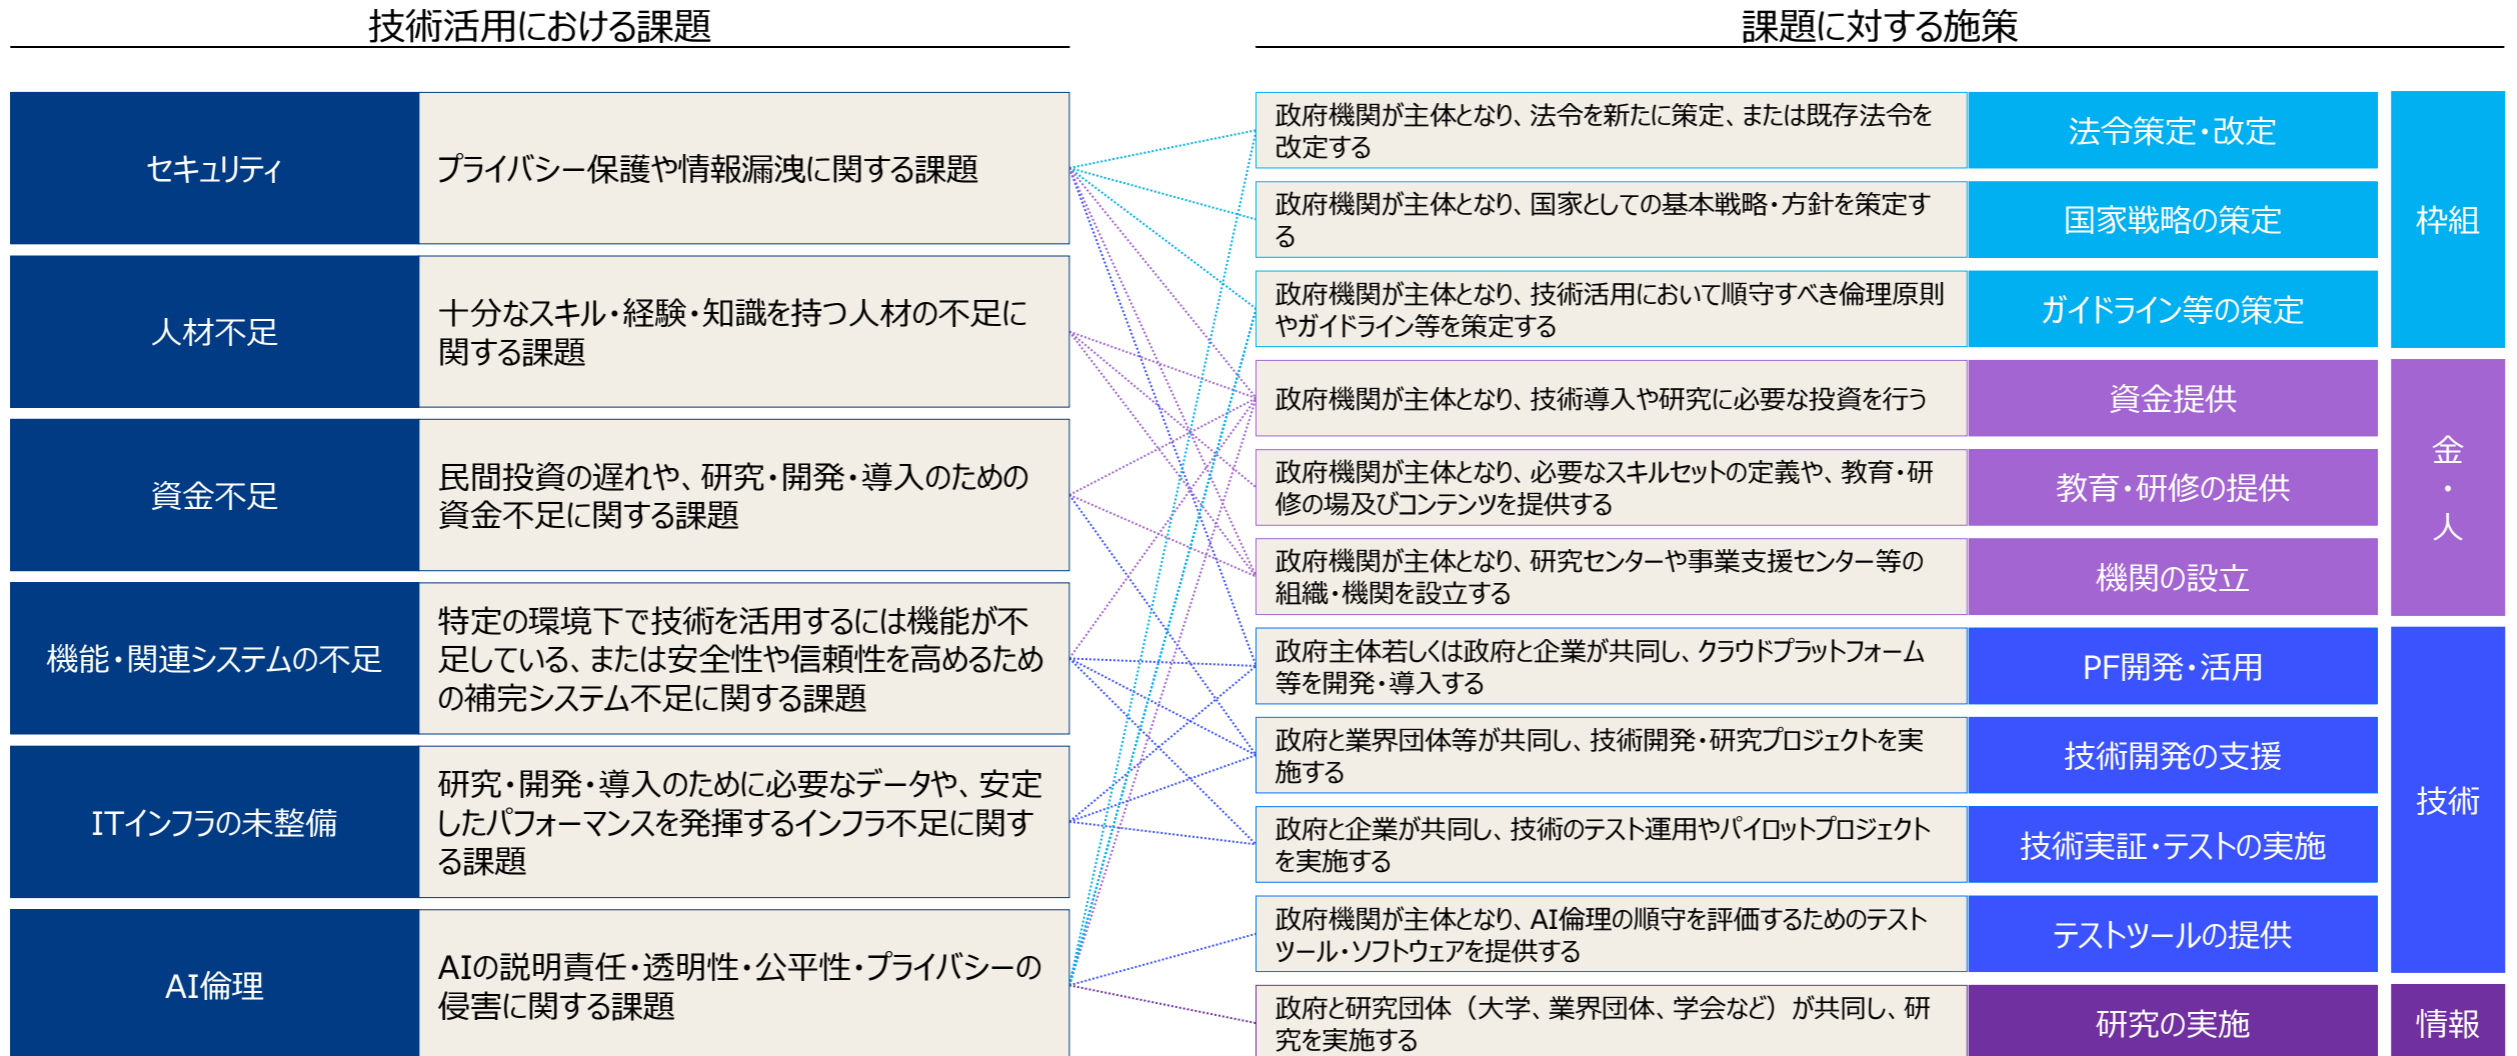 技術活用における課題
セキュリティ
プライバシー保護や情報漏洩に関する課題
人材不足
十分なスキル・経験・知識を持つ人材の不足に
関する課題
資金不足
民間投資の遅れや、研究・開発・導入のための
資金不足に関する課題
機能・関連システムの不足
特定の環境下で技術を活用するには機能が不
足している、または安全性や信頼性を高めるため
の補完システム不足に関する課題
ITインフラの未整備
研究・開発・導入のために必要なデータや、安定
したパフォーマンスを発揮するインフラ不足に関す
る課題
AI倫理
AIの説明責任・透明性・公平性・プライバシーの
侵害に関する課題
課題に対する施策
政府機関が主体となり、法令を新たに策定、または既存法令を
改定する
法令策定・改定
政府機関が主体となり、国家としての基本戦略・方針を策定す
る
国家戦略の策定
政府機関が主体となり、技術活用において順守すべき倫理原則
やガイドライン等を策定する
ガイドライン等の策定
枠組
政府機関が主体となり、技術導入や研究に必要な投資を行う
資金提供
政府機関が主体となり、必要なスキルセットの定義や、教育・研
修の場及びコンテンツを提供する
教育・研修の提供
政府機関が主体となり、研究センターや事業支援センター等の
組織・機関を設立する
機関の設立
金・人
政府主体若しくは政府と企業が共同し、クラウドプラットフォーム
等を開発・導入する
PF開発・活用
政府と業界団体等が共同し、技術開発・研究プロジェクトを実
施する
技術開発の支援
政府と企業が共同し、技術のテスト運用やパイロットプロジェクト
を実施する
技術実証・テストの実施
政府機関が主体となり、AI倫理の順守を評価するためのテスト
ツール・ソフトウェアを提供する
テストツールの提供
技術
政府と研究団体（大学、業界団体、学会など）が共同し、研
究を実施する
研究の実施
情報